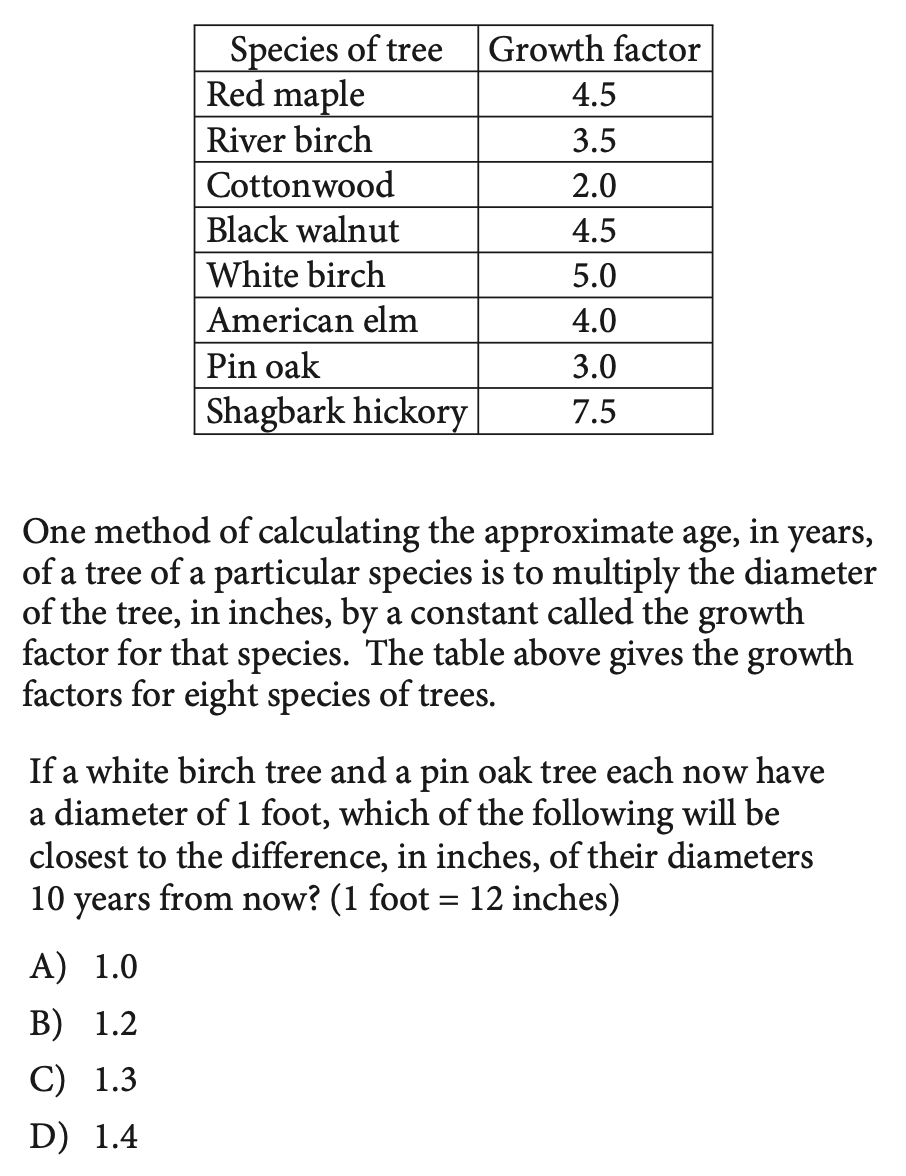 Species of tree Growth factor
Red maple 4.5
River birch 3.5
Cottonwood 2.0
Black walnut 4.5
White birch 5.0
American elm 4.0
Pin oak 3.0
Shagbark hickory 7.5
One method of calculating the approximate age, in years,
of a tree of a particular species is to multiply the diameter
of the tree, in inches, by a constant called the growth
factor for that species. The table above gives the growth
factors for eight species of trees.
If a white birch tree and a pin oak tree each now have
a diameter of 1 foot, which of the following will be
closest to the difference, in inches, of their diameters
10 years from now? (1 foot = 12 inches)
A) 1.0
B) 1.2
C) 1.3
D) 1.4